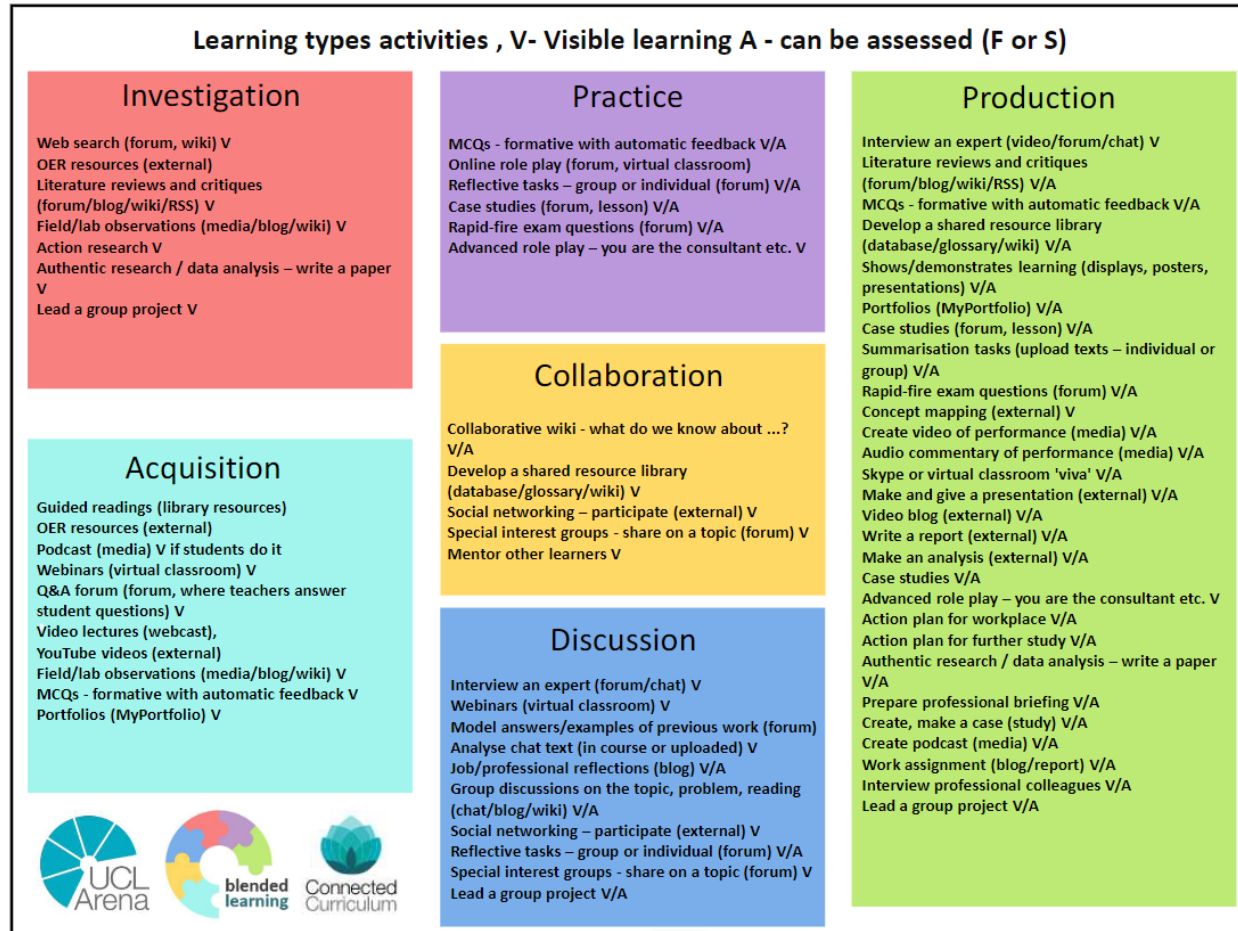 Learning types activities , V- Visible learning A - can be assessed (F or S)
Investigation
Web search (forum, wiki) V
OER resources (external)
Literature reviews and critiques
(forum/blog/wiki/RSS) V
Field/lab observations (media/blog/wiki) V
Action research V
Authentic research / data analysis – write a paper
V
Lead a group project V
Acquisition
Guided readings (library resources)
OER resources (external)
Podcast (media) V if students do it
Webinars (virtual classroom) V
Q&A forum (forum, where teachers answer
student questions) V
Video lectures (webcast),
YouTube videos (external)
Field/lab observations (media/blog/wiki) V
MCQs - formative with automatic feedback V
Portfolios (MyPortfolio) V
UCL
Arena
blended
learning
Connected
Curriculum
Practice
MCQs - formative with automatic feedback V/A
Online role play (forum, virtual classroom)
Reflective tasks – group or individual (forum) V/A
Case studies (forum, lesson) V/A
Rapid-fire exam questions (forum) V/A
Advanced role play – you are the consultant etc. V
Collaboration
Collaborative wiki - what do we know about ...?
V/A
Develop a shared resource library
(database/glossary/wiki) V
Social networking – participate (external) V
Special interest groups - share on a topic (forum) V
Mentor other learners V
Discussion
Interview an expert (forum/chat) V
Webinars (virtual classroom) V
Model answers/examples of previous work (forum)
Analyse chat text (in course or uploaded) V
Job/professional reflections (blog) V/A
Group discussions on the topic, problem, reading
(chat/blog/wiki) V/A
Social networking – participate (external) V
Reflective tasks – group or individual (forum) V/A
Special interest groups - share on a topic (forum) V
Lead a group project V/A
Production
Interview an expert (video/forum/chat) V
Literature reviews and critiques
(forum/blog/wiki/RSS) V/A
MCQs - formative with automatic feedback V/A
Develop a shared resource library
(database/glossary/wiki) V/A
Shows/demonstrates learning (displays, posters,
presentations) V/A
Portfolios (MyPortfolio) V/A
Case studies (forum, lesson) V/A
Summarisation tasks (upload texts – individual or
group) V/A
Rapid-fire exam questions (forum) V/A
Concept mapping (external) V
Create video of performance (media) V/A
Audio commentary of performance (media) V/A
Skype or virtual classroom 'viva' V/A
Make and give a presentation (external) V/A
Video blog (external) V/A
Write a report (external) V/A
Make an analysis (external) V/A
Case studies V/A
Advanced role play – you are the consultant etc. V
Action plan for workplace V/A
Action plan for further study V/A
Authentic research / data analysis – write a paper
V/A
Prepare professional briefing V/A
Create, make a case (study) V/A
Create podcast (media) V/A
Work assignment (blog/report) V/A
Interview professional colleagues V/A
Lead a group project V/A